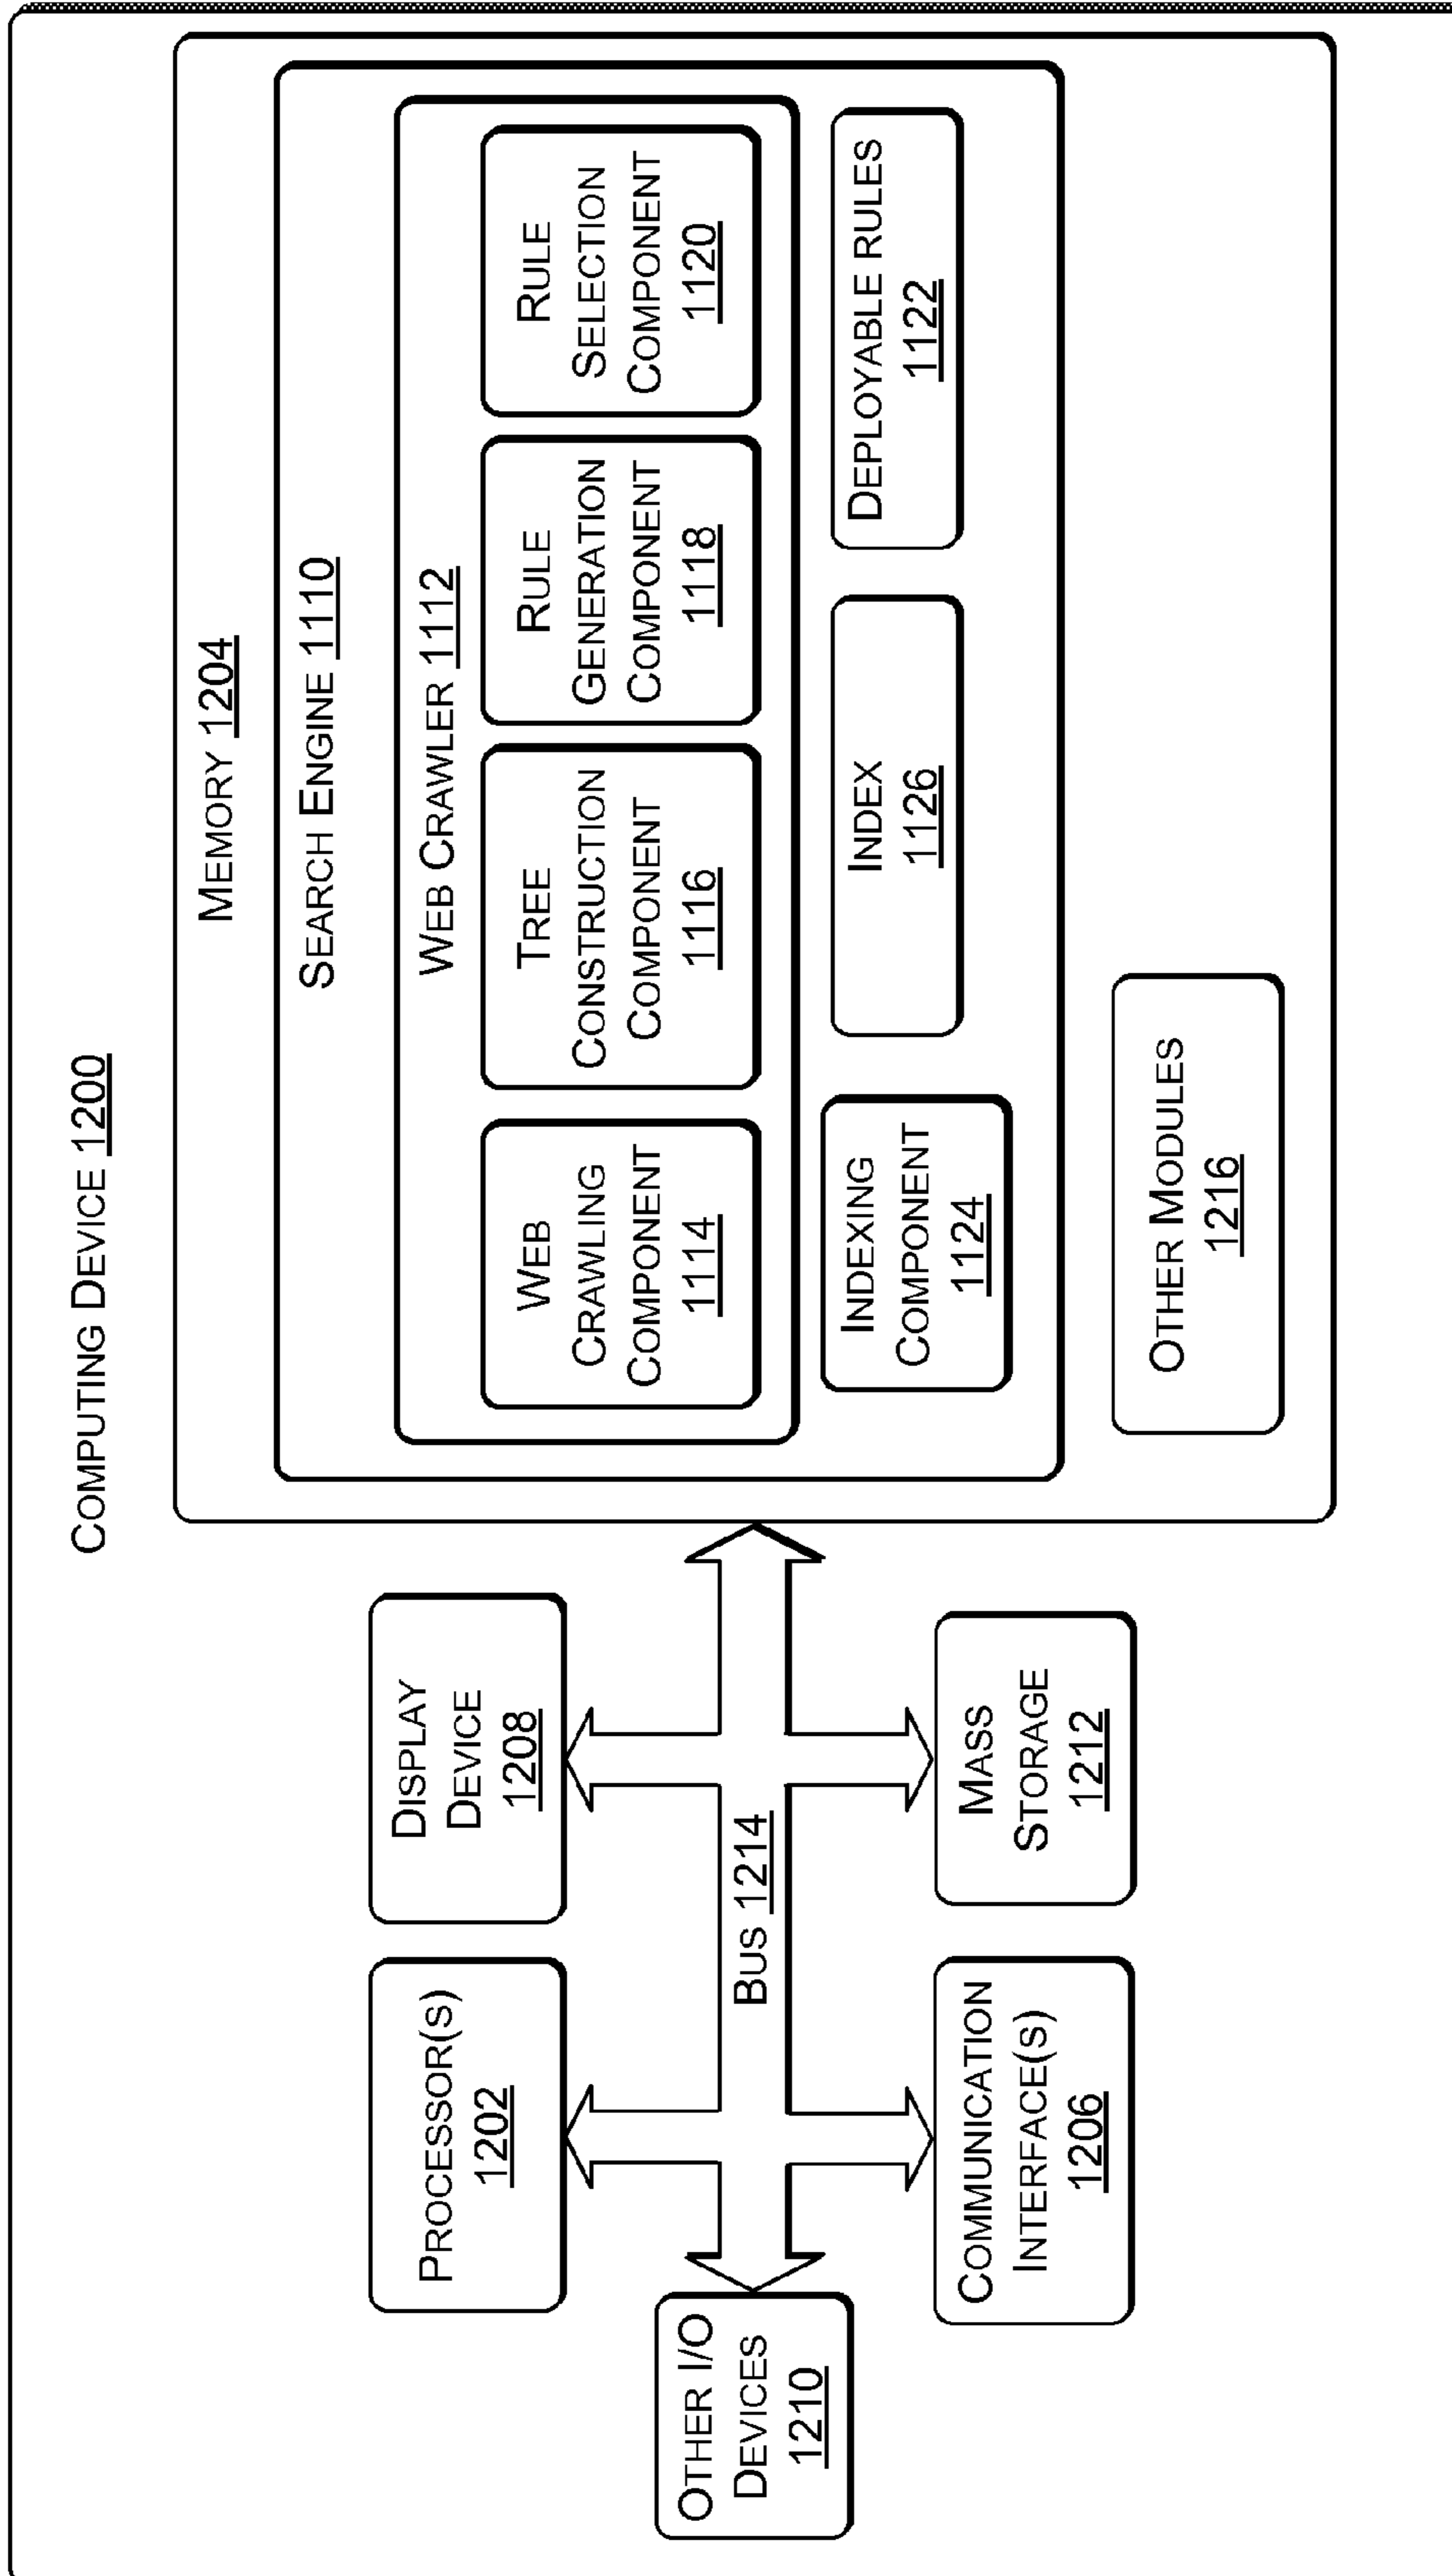 COMPUTING DEVICE 1200
PROCESSOR(S)
1202
DISPLAY
DEVICE
1208
OTHER I/O
DEVICES
1210
BUS 1214
COMMUNICATION
INTERFACE(S)
1206
MASS
STORAGE
1212
MEMORY 1204
SEARCH ENGINE 1110
WEB CRAWLER 1112
WEB
CRAWLING
COMPONENT
1114
TREE
CONSTRUCTION
COMPONENT
1116
RULE
GENERATION
COMPONENT
1118
RULE
SELECTION
COMPONENT
1120
INDEXING
COMPONENT
1124
INDEX
1126
DEPLOYABLE RULES
1122
OTHER MODULES
1216